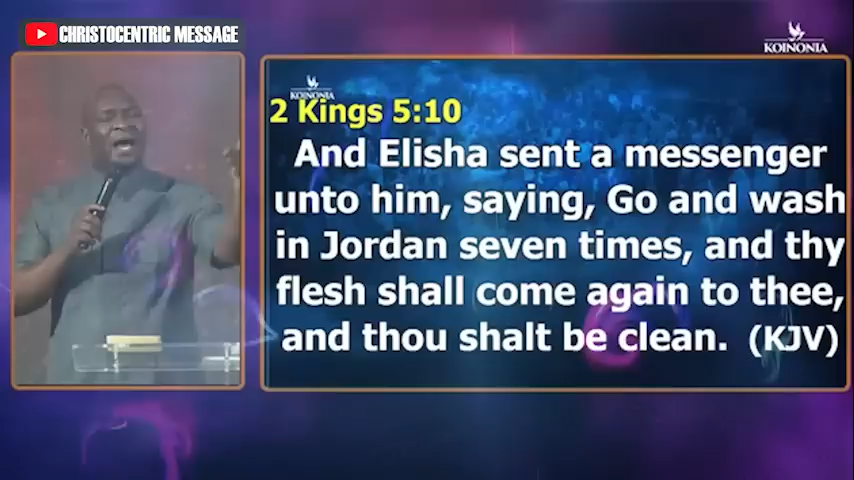 CHRISTOCENTRIC MESSAGE
KOINONIA
KOINONIA
2 Kings 5:10
And Elisha sent a messenger
unto him, saying, Go and wash
in Jordan seven times, and thy
flesh shall come again to thee,
and thou shalt be clean. (KJV)